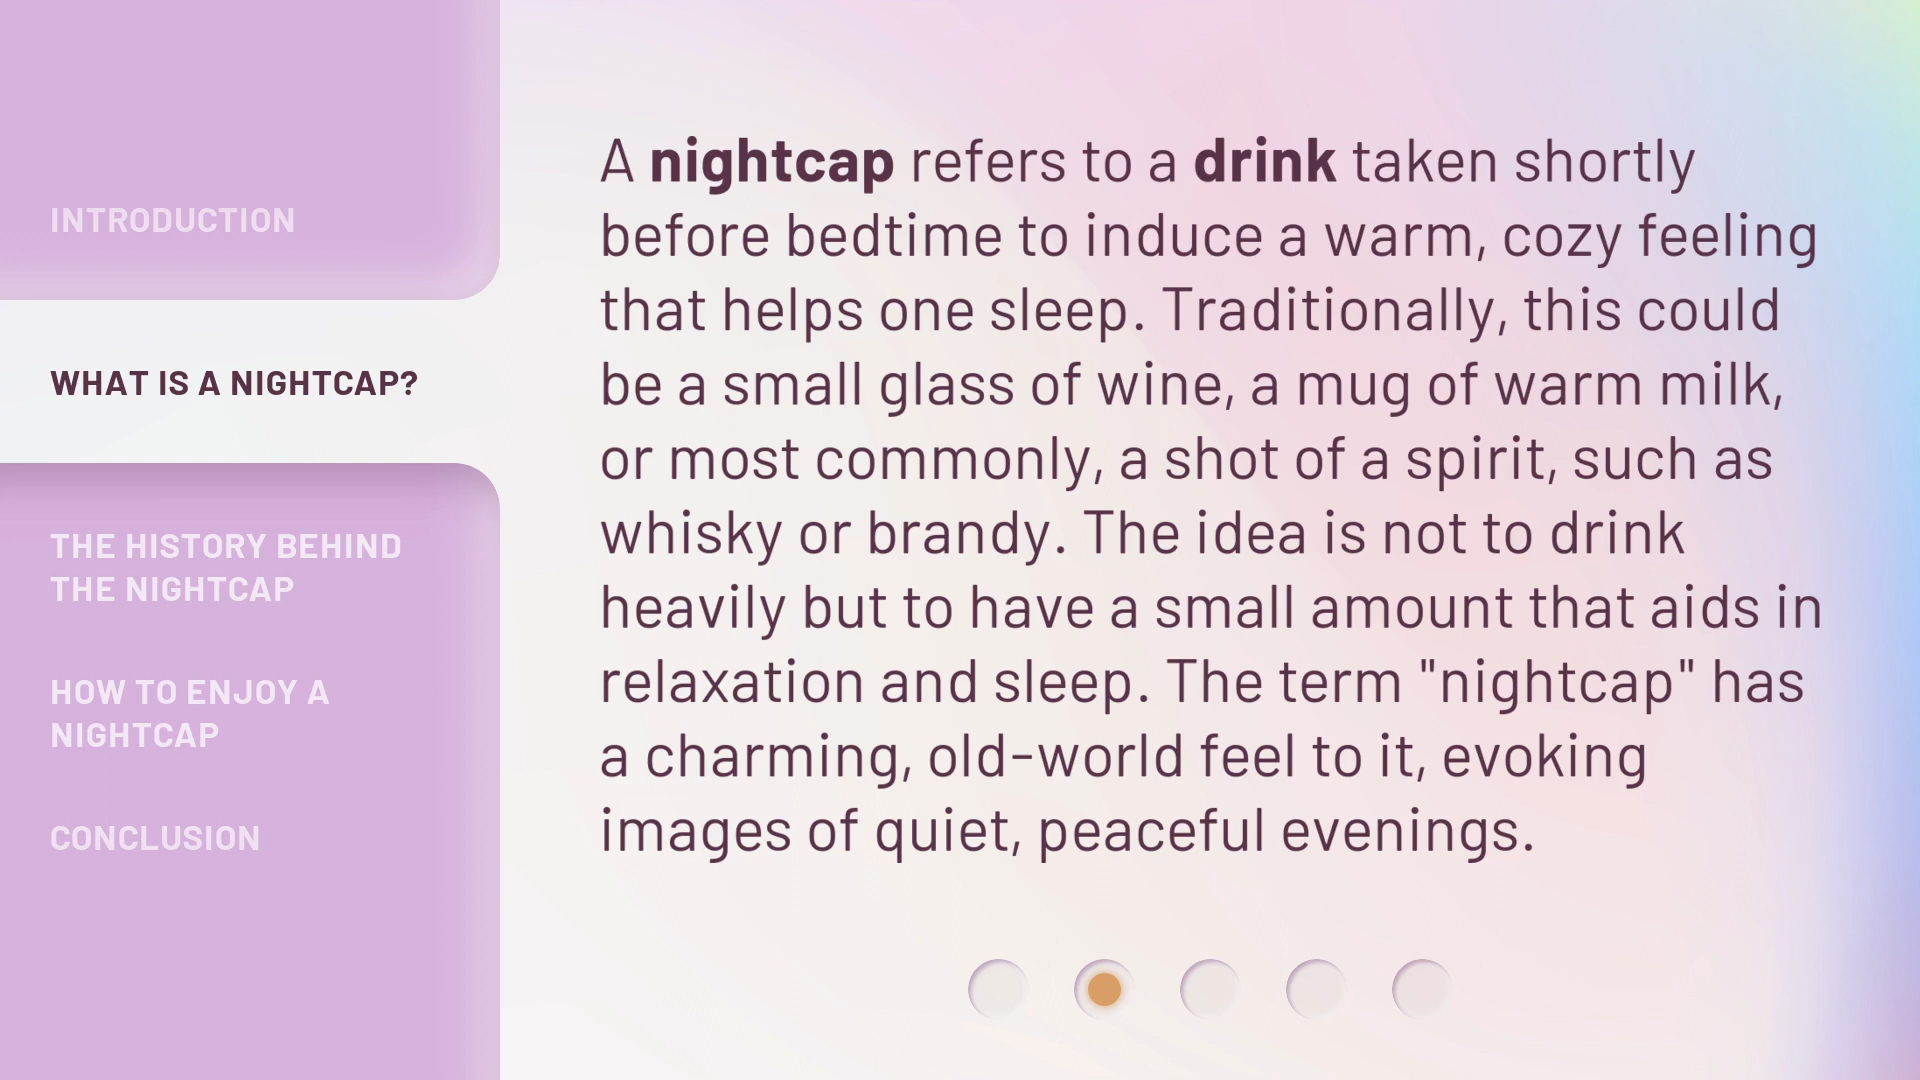 INTRODUCTION
WHAT IS A NIGHTCAP?
THE HISTORY BEHIND
THE NIGHTCAP
HOW TO ENJOY A
NIGHTCAP
CONCLUSION
A nightcap refers to a drink taken shortly
before bedtime to induce a warm, cozy feeling
that helps one sleep. Traditionally, this could
be a small glass of wine, a mug of warm milk,
or most commonly, a shot of a spirit, such as
whisky or brandy. The idea is not to drink
heavily but to have a small amount that aids in
relaxation and sleep. The term "nightcap" has
a charming, old-world feel to it, evoking
images of quiet, peaceful evenings.